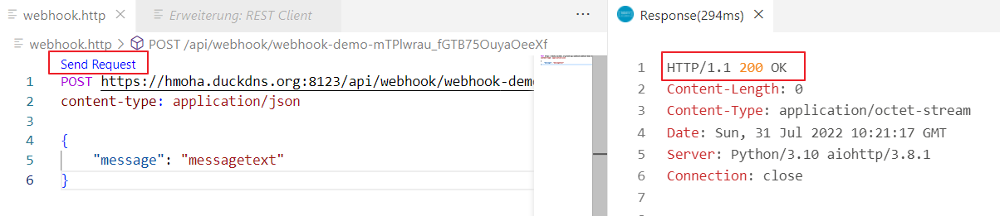 webhook.http
Erweiterung: REST Client
webhook.http > POST /api/webhook/webhook-demo-mTPlwrau_fGTB75OuyaOeeXf
Send Request
1 POST https://hmoha.duckdns.org:8123/api/webhook/webhook-demo
2 content-type: application/json
3
4 {
5 "message": "messagetext"
6 }
Response(294ms)
1 HTTP/1.1 200 OK
2 Content-Length: 0
3 Content-Type: application/octet-stream
4 Date: Sun, 31 Jul 2022 10:21:17 GMT
5 Server: Python/3.10 aiohttp/3.8.1
6 Connection: close
7